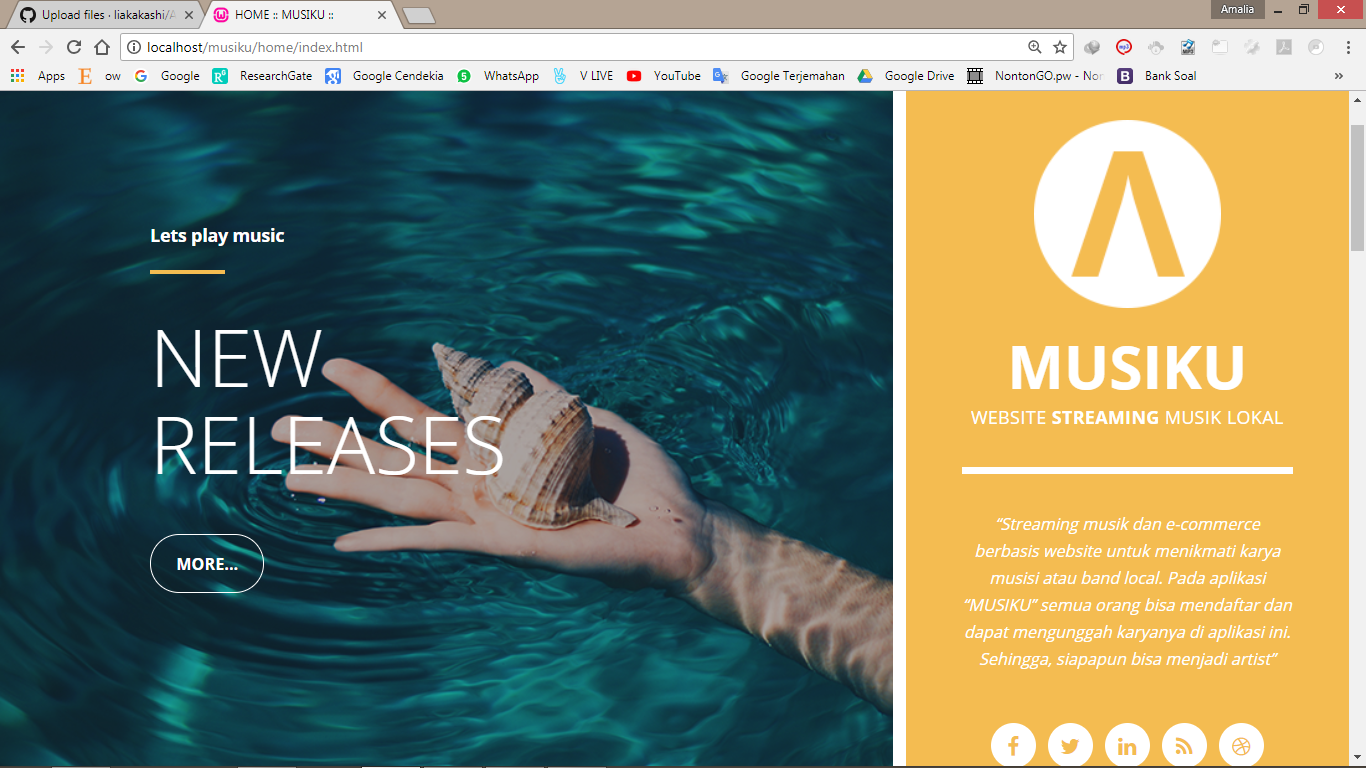 Upload files · liakakashi/A
HOME :: MUSIKU ::
Amalia
localhost/musiku/home/index.html
Apps
ow
Google
ResearchGate
Google Cendekia
WhatsApp
V LIVE
YouTube
Google Terjemahan
Google Drive
NontonGO.pw - Non
Bank Soal
»
Lets play music
NEW
RELEASES
MORE...
MUSIKU
WEBSITE STREAMING MUSIK LOKAL
“Streaming musik dan e-commerce
berbasis website untuk menikmati karya
musisi atau band local. Pada aplikasi
“MUSIKU” semua orang bisa mendaftar dan
dapat mengunggah karyanya di aplikasi ini.
Sehingga, siapapun bisa menjadi artist”